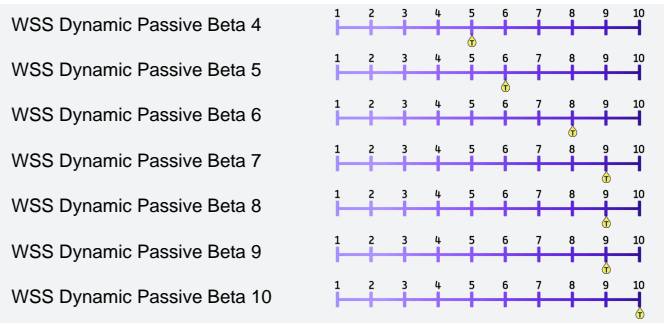 WSS Dynamic Passive Beta 4 1 2 3 4 5 6 7 8 9 10
T
WSS Dynamic Passive Beta 5 1 2 3 4 5 6 7 8 9 10
T
WSS Dynamic Passive Beta 6 1 2 3 4 5 6 7 8 9 10
T
WSS Dynamic Passive Beta 7 1 2 3 4 5 6 7 8 9 10
T
WSS Dynamic Passive Beta 8 1 2 3 4 5 6 7 8 9 10
T
WSS Dynamic Passive Beta 9 1 2 3 4 5 6 7 8 9 10
T
WSS Dynamic Passive Beta 10 1 2 3 4 5 6 7 8 9 10
T